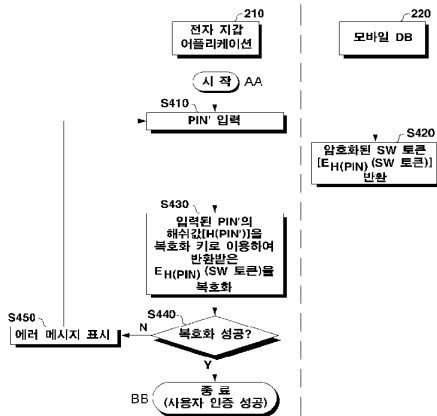 210
전자 지갑
어플리케이션
220
모바일 DB
시 작 AA
S410
PIN' 입력
S420
암호화된 SW 토큰
[E_H(PIN) (SW 토큰)]
반환
S430
입력된 PIN'의
해쉬값[H(PIN')]을
복호화 키로 이용하여
반환받은
E_H(PIN) (SW 토큰)을
복호화
S440
복호화 성공?
N
Y
S450
에러 메시지 표시
BB
종 료
(사용자 인증 성공)